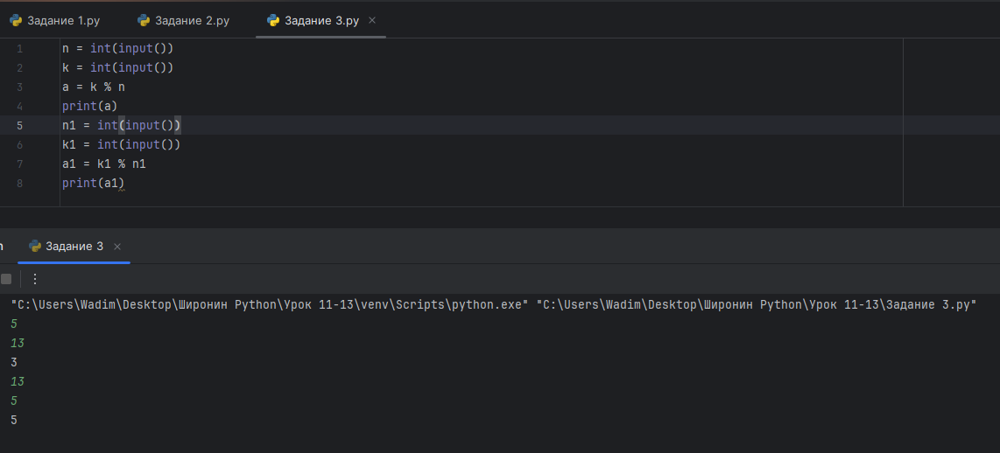 Задание 1.py Задание 2.py Задание 3.py ×
1 n = int(input())
2 k = int(input())
3 a = k % n
4 print(a)
5 n1 = int(input())
6 k1 = int(input())
7 a1 = k1 % n1
8 print(a1)
Задание 3 ×
"C:\Users\Wadim\Desktop\Широнин Python\Урок 11-13\venv\Scripts\python.exe" "C:\Users\Wadim\Desktop\Широнин Python\Урок 11-13\Задание 3.py"
5
13
3
13
5
5